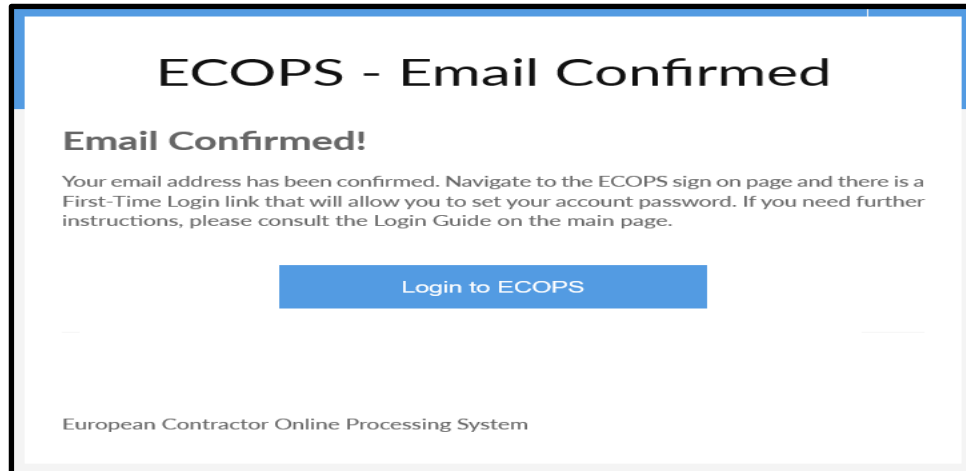 ECOPS - Email Confirmed
Email Confirmed!
Your email address has been confirmed. Navigate to the ECOPS sign on page and there is a
First-Time Login link that will allow you to set your account password. If you need further
instructions, please consult the Login Guide on the main page.
Login to ECOPS
European Contractor Online Processing System